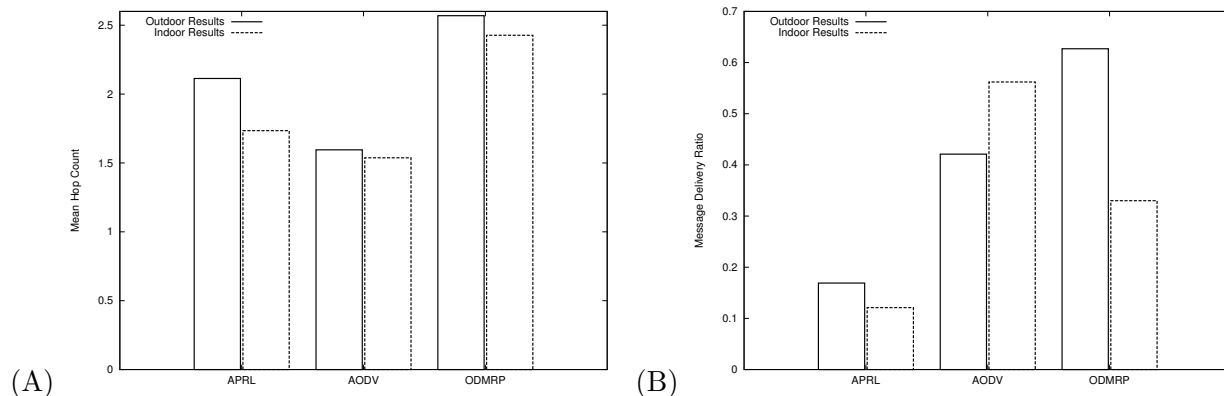 2.5
2
1.5
1
0.5
0
Mean Hop Count
Outdoor Results
Indoor Results
APRL AODV ODMRP
(A)
0.7
0.6
0.5
0.4
0.3
0.2
0.1
0
Message Delivery Ratio
Outdoor Results
Indoor Results
APRL AODV ODMRP
(B)